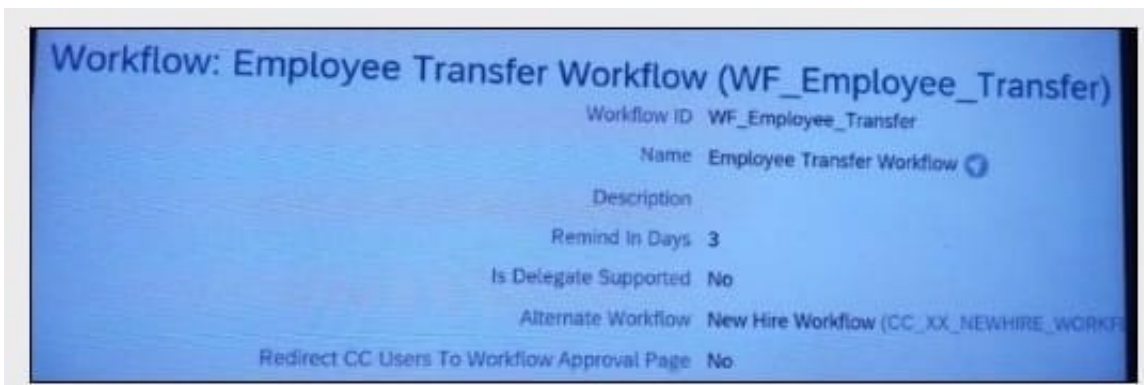 Workflow: Employee Transfer Workflow (WF_Employee_Transfer)
Workflow ID WF_Employee_Transfer
Name Employee Transfer Workflow
Description
Remind In Days 3
Is Delegate Supported No
Alternate Workflow New Hire Workflow (CC_XX_NEWHIRE_WORKF
Redirect CC Users To Workflow Approval Page No